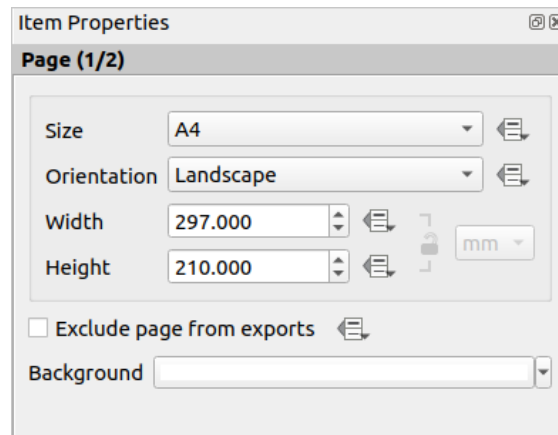 Item Properties
Page (1/2)
Size A4
Orientation Landscape
Width 297.000
mm
Height 210.000
Exclude page from exports
Background